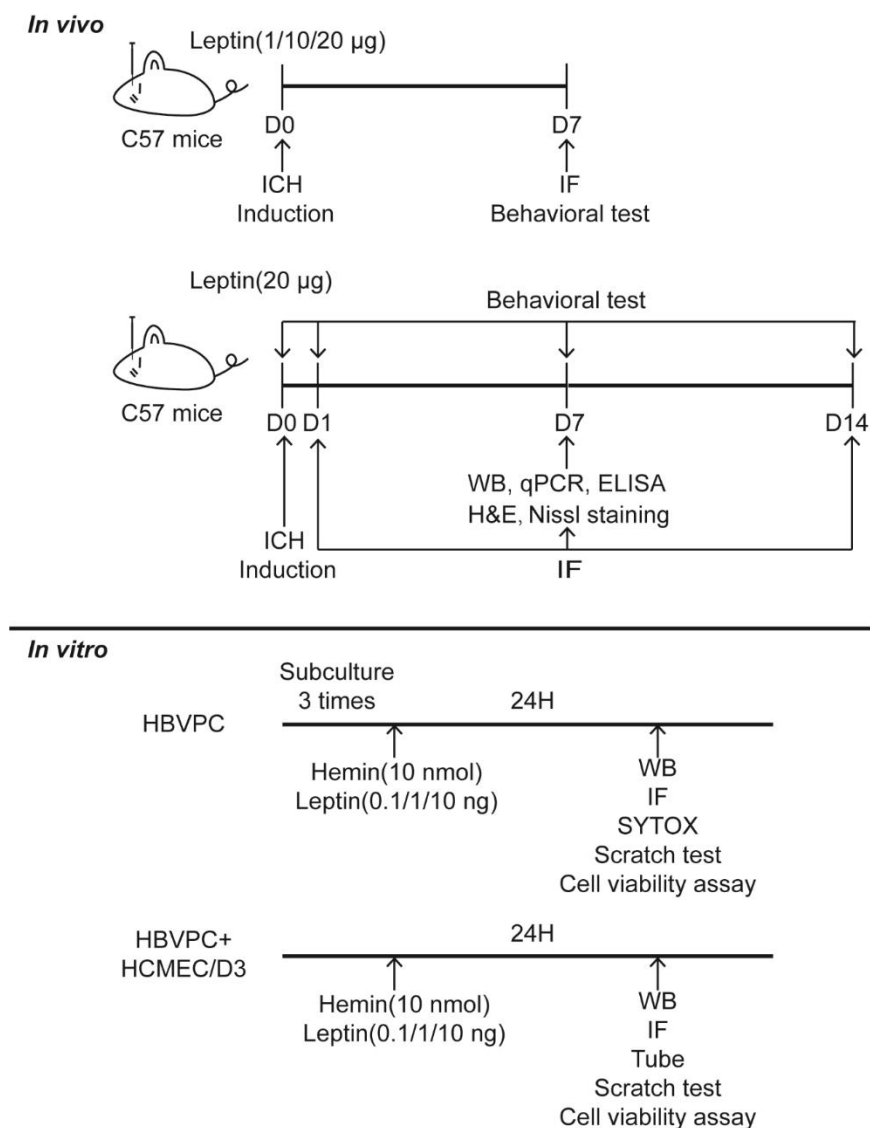 In vivo
Leptin(1/10/20 µg)
C57 mice
D0
D7
ICH
Induction
IF
Behavioral test
Leptin(20 µg)
Behavioral test
C57 mice
D0
D1
D7
D14
WB, qPCR, ELISA
H&E, Nissl staining
ICH
Induction
IF
In vitro
Subculture
3 times
24H
HBVPC
Hemin(10 nmol)
Leptin(0.1/1/10 ng)
WB
IF
SYTOX
Scratch test
Cell viability assay
HBVPC+
HCMEC/D3
24H
Hemin(10 nmol)
Leptin(0.1/1/10 ng)
WB
IF
Tube
Scratch test
Cell viability assay